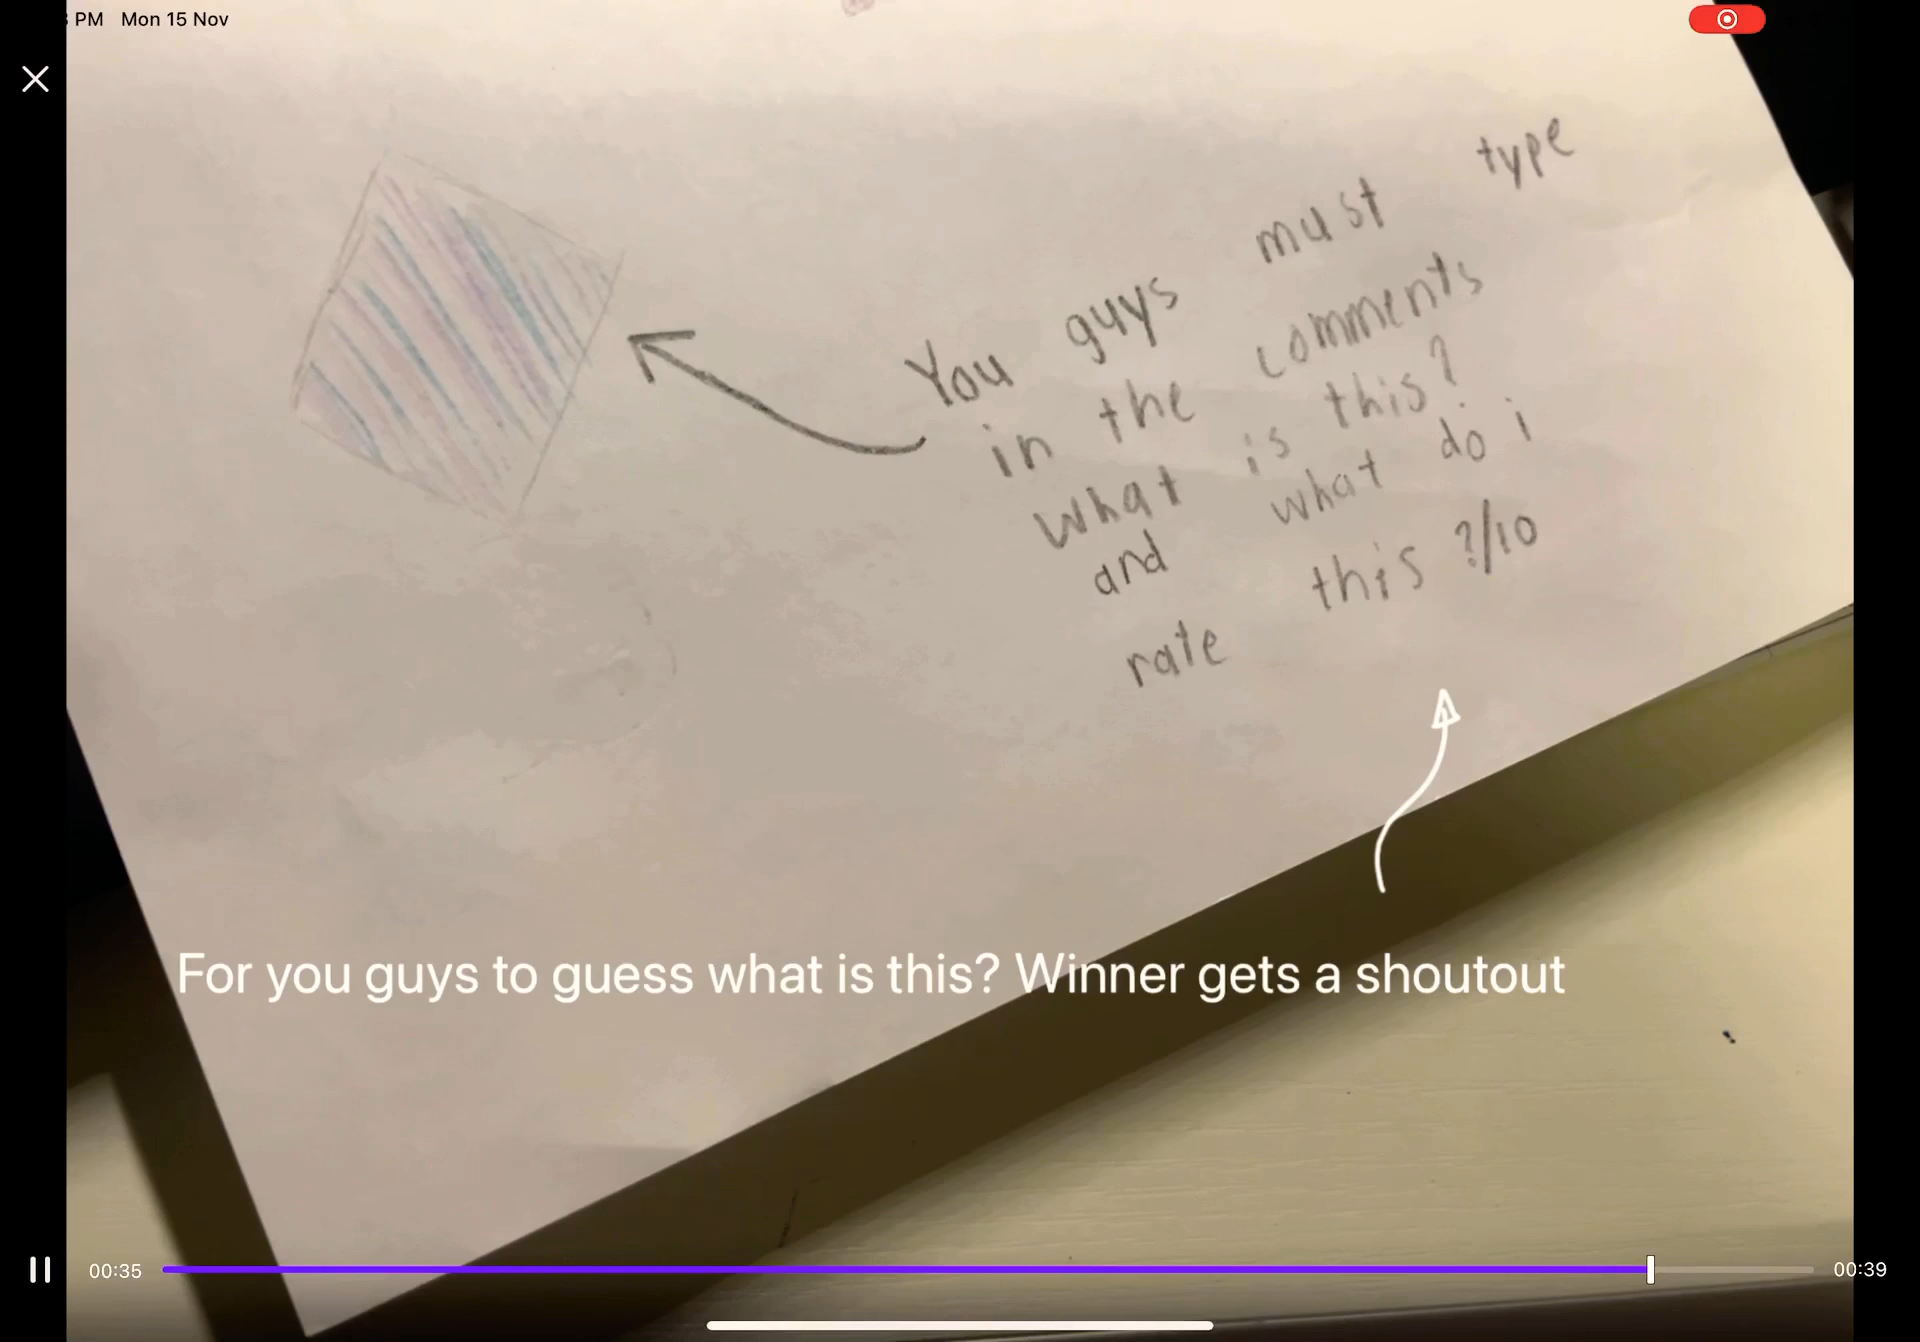 PM Mon 15 Nov
You guys must type
in the comments
What is this?
and what do i
rate this ?/10
For you guys to guess what is this? Winner gets a shoutout
00:35
00:39